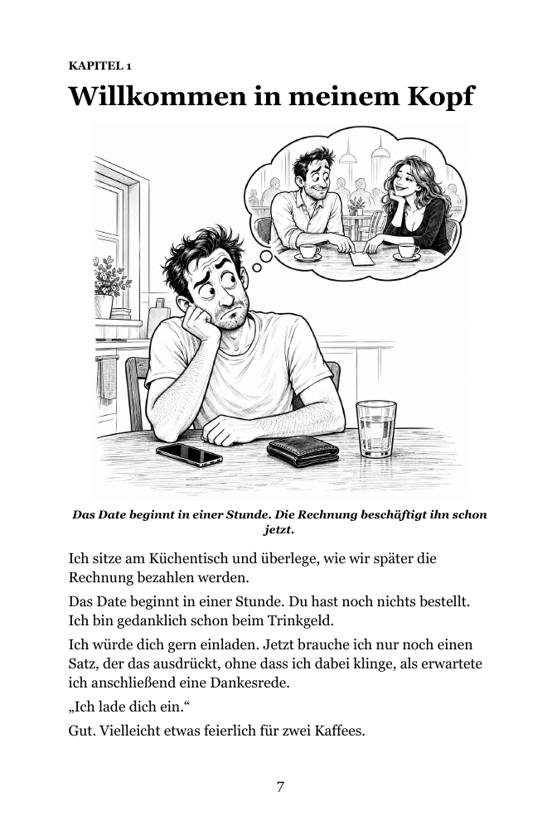 KAPITEL 1
Willkommen in meinem Kopf
Das Date beginnt in einer Stunde. Die Rechnung beschäftigt ihn schon
jetzt.
Ich sitze am Küchentisch und überlege, wie wir später die
Rechnung bezahlen werden.
Das Date beginnt in einer Stunde. Du hast noch nichts bestellt.
Ich bin gedanklich schon beim Trinkgeld.
Ich würde dich gern einladen. Jetzt brauche ich nur noch einen
Satz, der das ausdrückt, ohne dass ich dabei klinge, als erwartete
ich anschließend eine Dankesrede.
„Ich lade dich ein.“
Gut. Vielleicht etwas feierlich für zwei Kaffees.
7